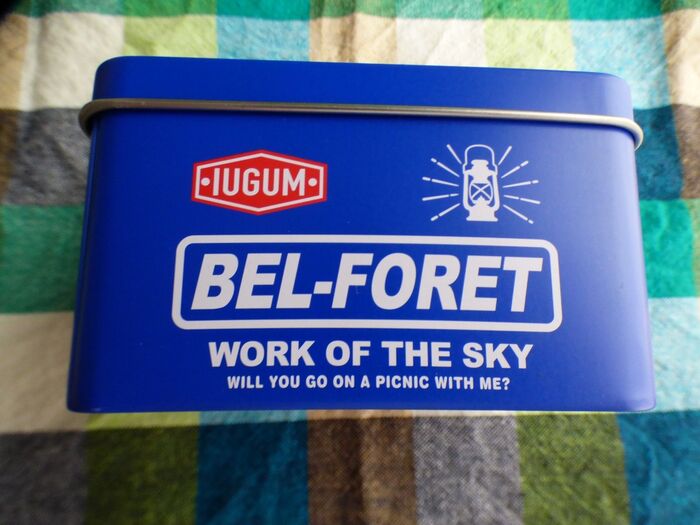 •IUGUM•
BEL-FORET
WORK OF THE SKY
WILL YOU GO ON A PICNIC WITH ME?